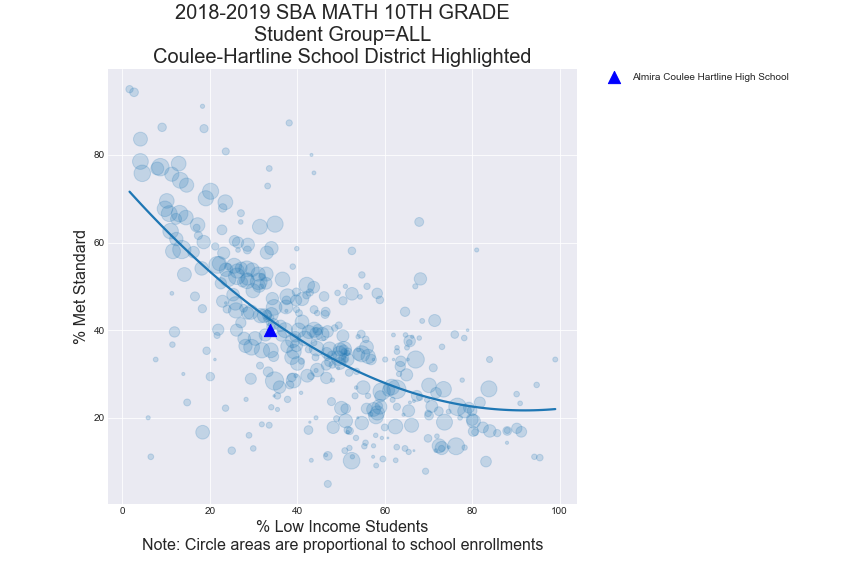 2018-2019 SBA MATH 10TH GRADE
Student Group=ALL
Coulee-Hartline School District Highlighted
Almira Coulee Hartline High School
% Met Standard
80
60
40
20
0 20 40 60 80 100
% Low Income Students
Note: Circle areas are proportional to school enrollments